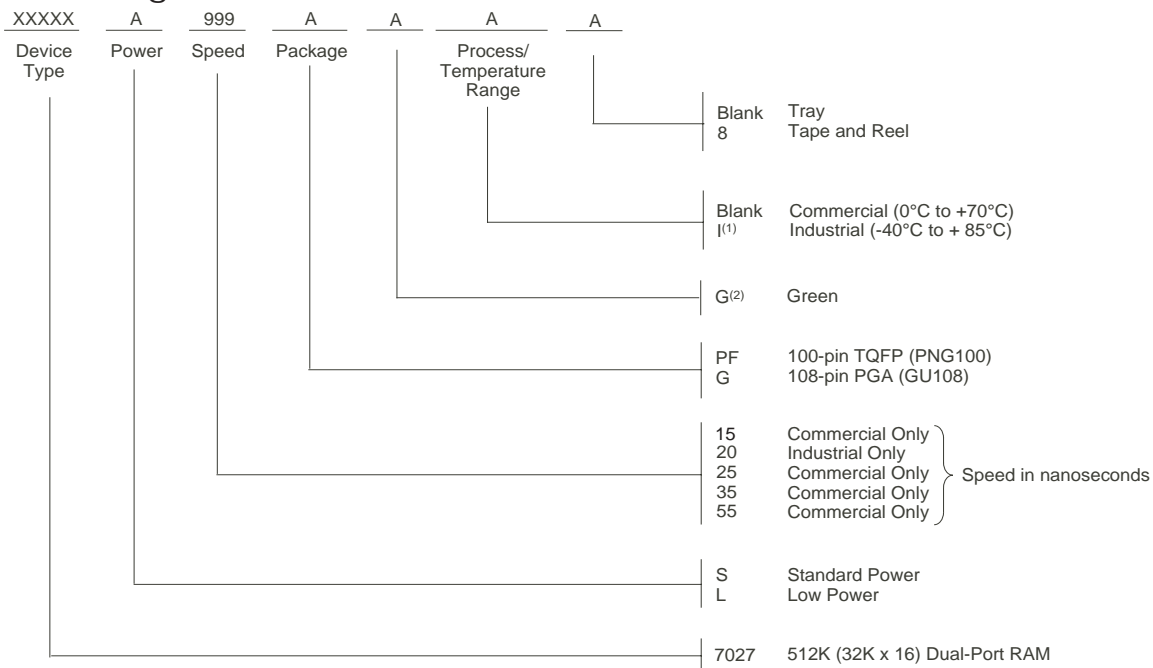 XXXXX A 999 A A A A
Device Type Power Speed Package Process/ Temperature Range
Blank Tray
8 Tape and Reel
Blank Commercial (0°C to +70°C)
I(1) Industrial (-40°C to + 85°C)
G(2) Green
PF 100-pin TQFP (PNG100)
G 108-pin PGA (GU108)
15 Commercial Only
20 Industrial Only
25 Commercial Only Speed in nanoseconds
35 Commercial Only
55 Commercial Only
S Standard Power
L Low Power
7027 512K (32K x 16) Dual-Port RAM